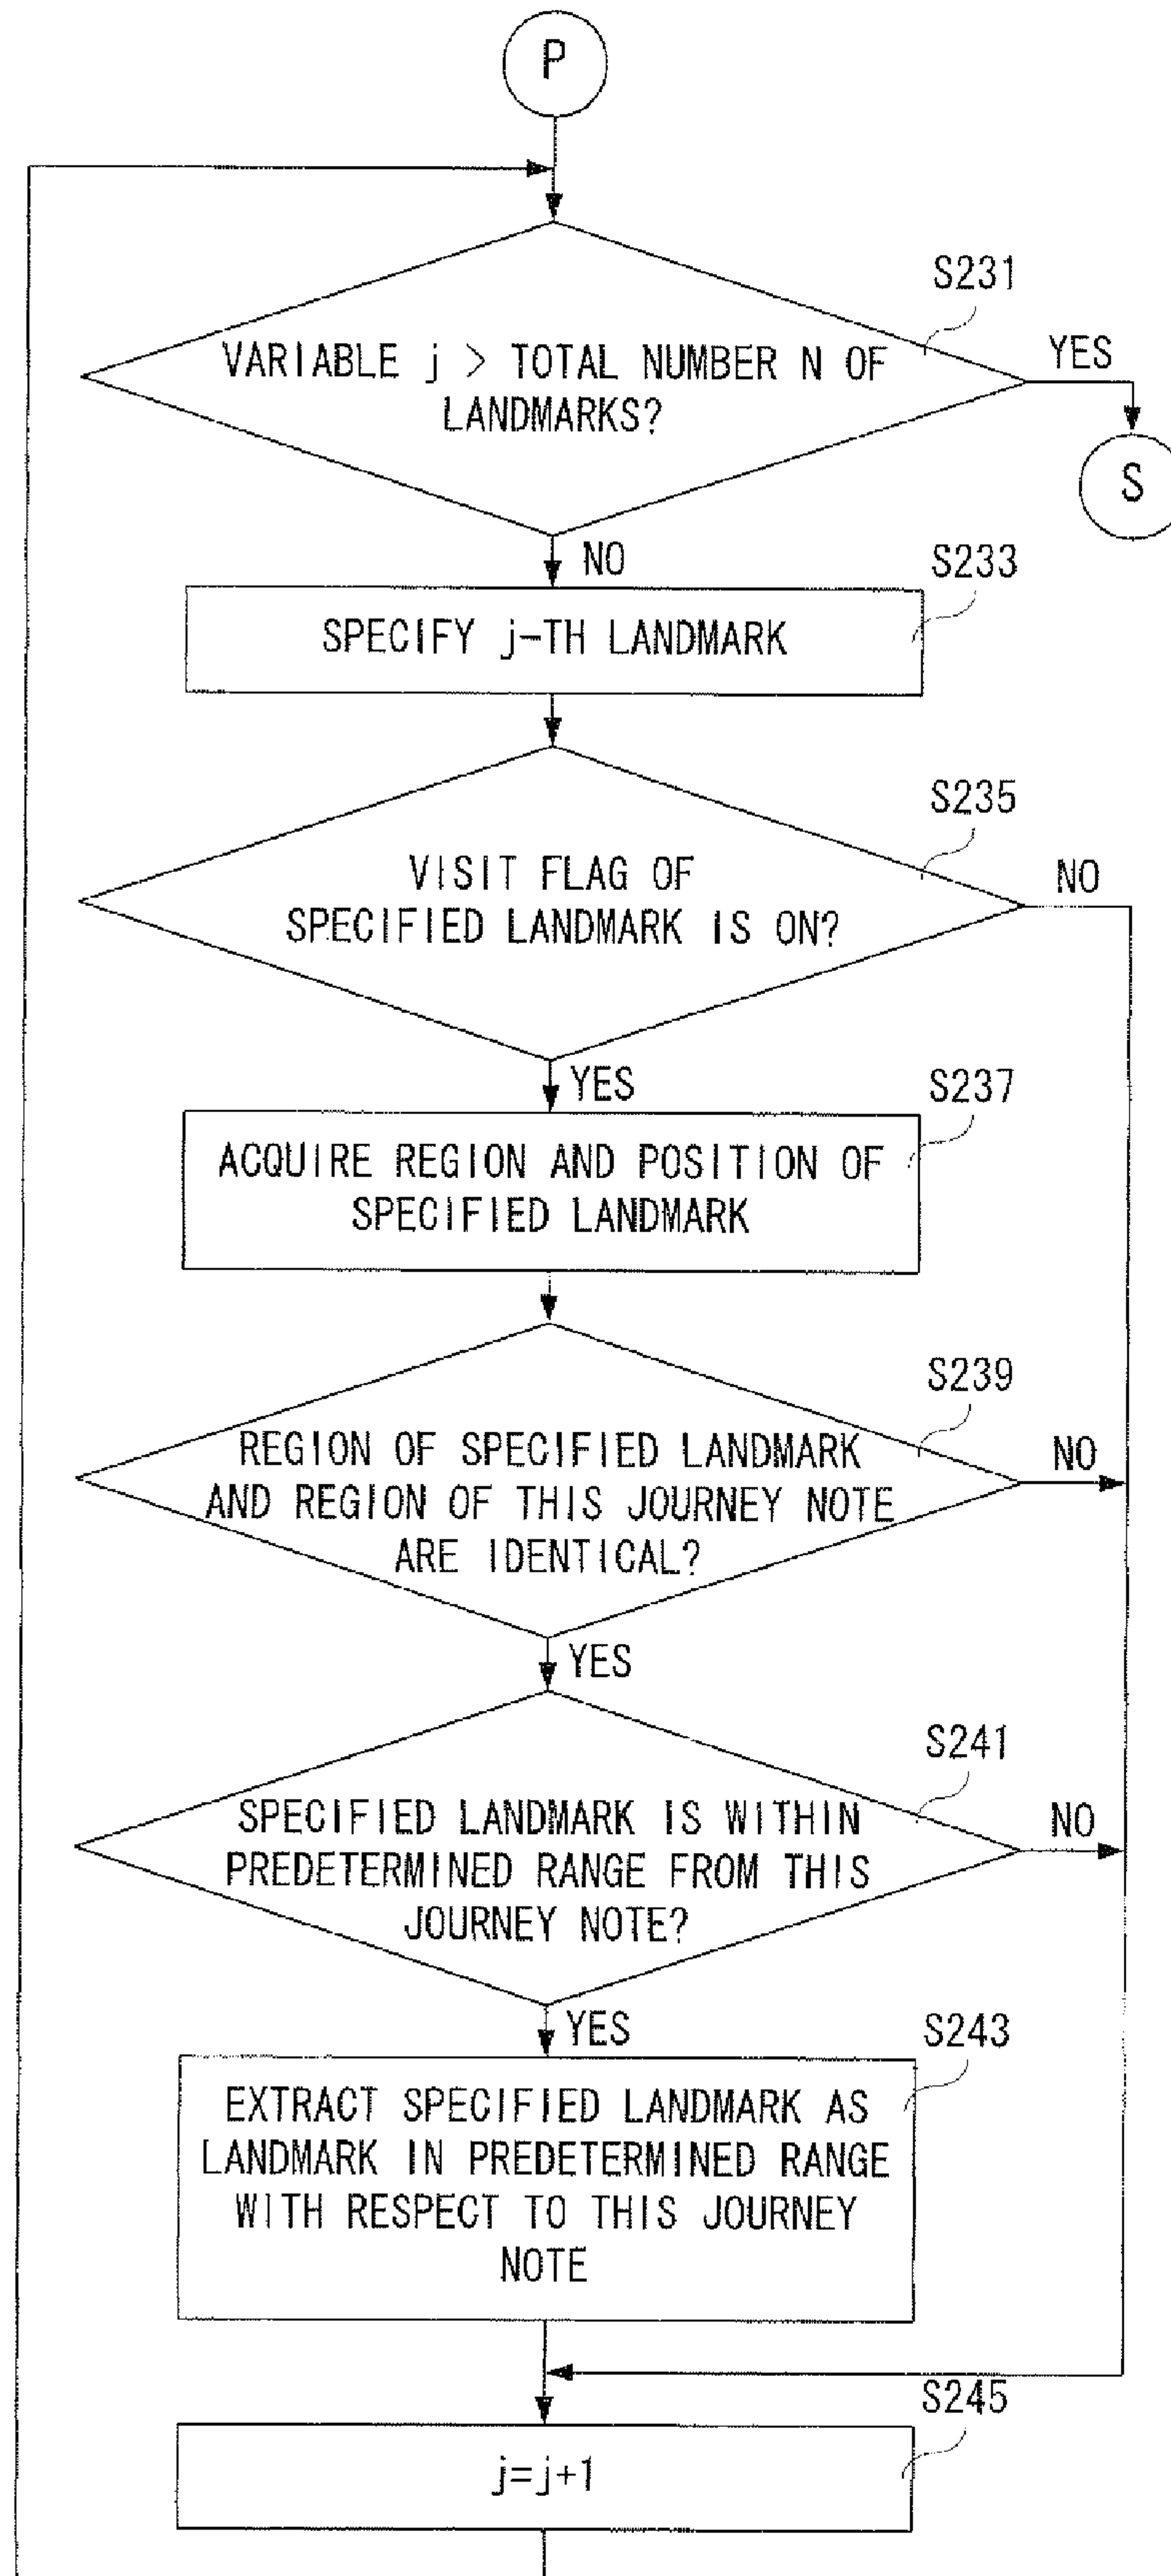 P
S231
VARIABLE j > TOTAL NUMBER N OF
LANDMARKS?
YES
S
NO
S233
SPECIFY j-TH LANDMARK
S235
VISIT FLAG OF
SPECIFIED LANDMARK IS ON?
NO
YES
S237
ACQUIRE REGION AND POSITION OF
SPECIFIED LANDMARK
S239
REGION OF SPECIFIED LANDMARK
AND REGION OF THIS JOURNEY NOTE
ARE IDENTICAL?
NO
YES
S241
SPECIFIED LANDMARK IS WITHIN
PREDETERMINED RANGE FROM THIS
JOURNEY NOTE?
NO
YES
S243
EXTRACT SPECIFIED LANDMARK AS
LANDMARK IN PREDETERMINED RANGE
WITH RESPECT TO THIS JOURNEY
NOTE
S245
j=j+1